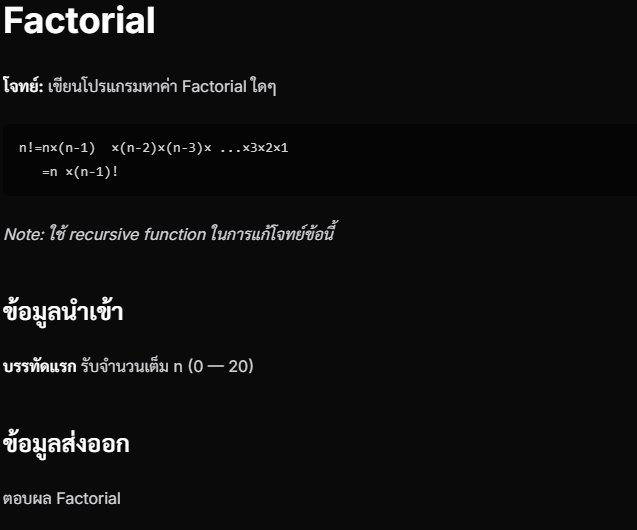 Factorial
โจทย์: เขียนโปรแกรมหาค่า Factorial ใดๆ
n!=n×(n-1)  ×(n-2)×(n-3)× ...×3×2×1
   =n ×(n-1)!
Note: ใช้ recursive function ในการแก้โจทย์ข้อนี้
ข้อมูลนำเข้า
บรรทัดแรก รับจำนวนเต็ม n (0 — 20)
ข้อมูลส่งออก
ตอบผล Factorial